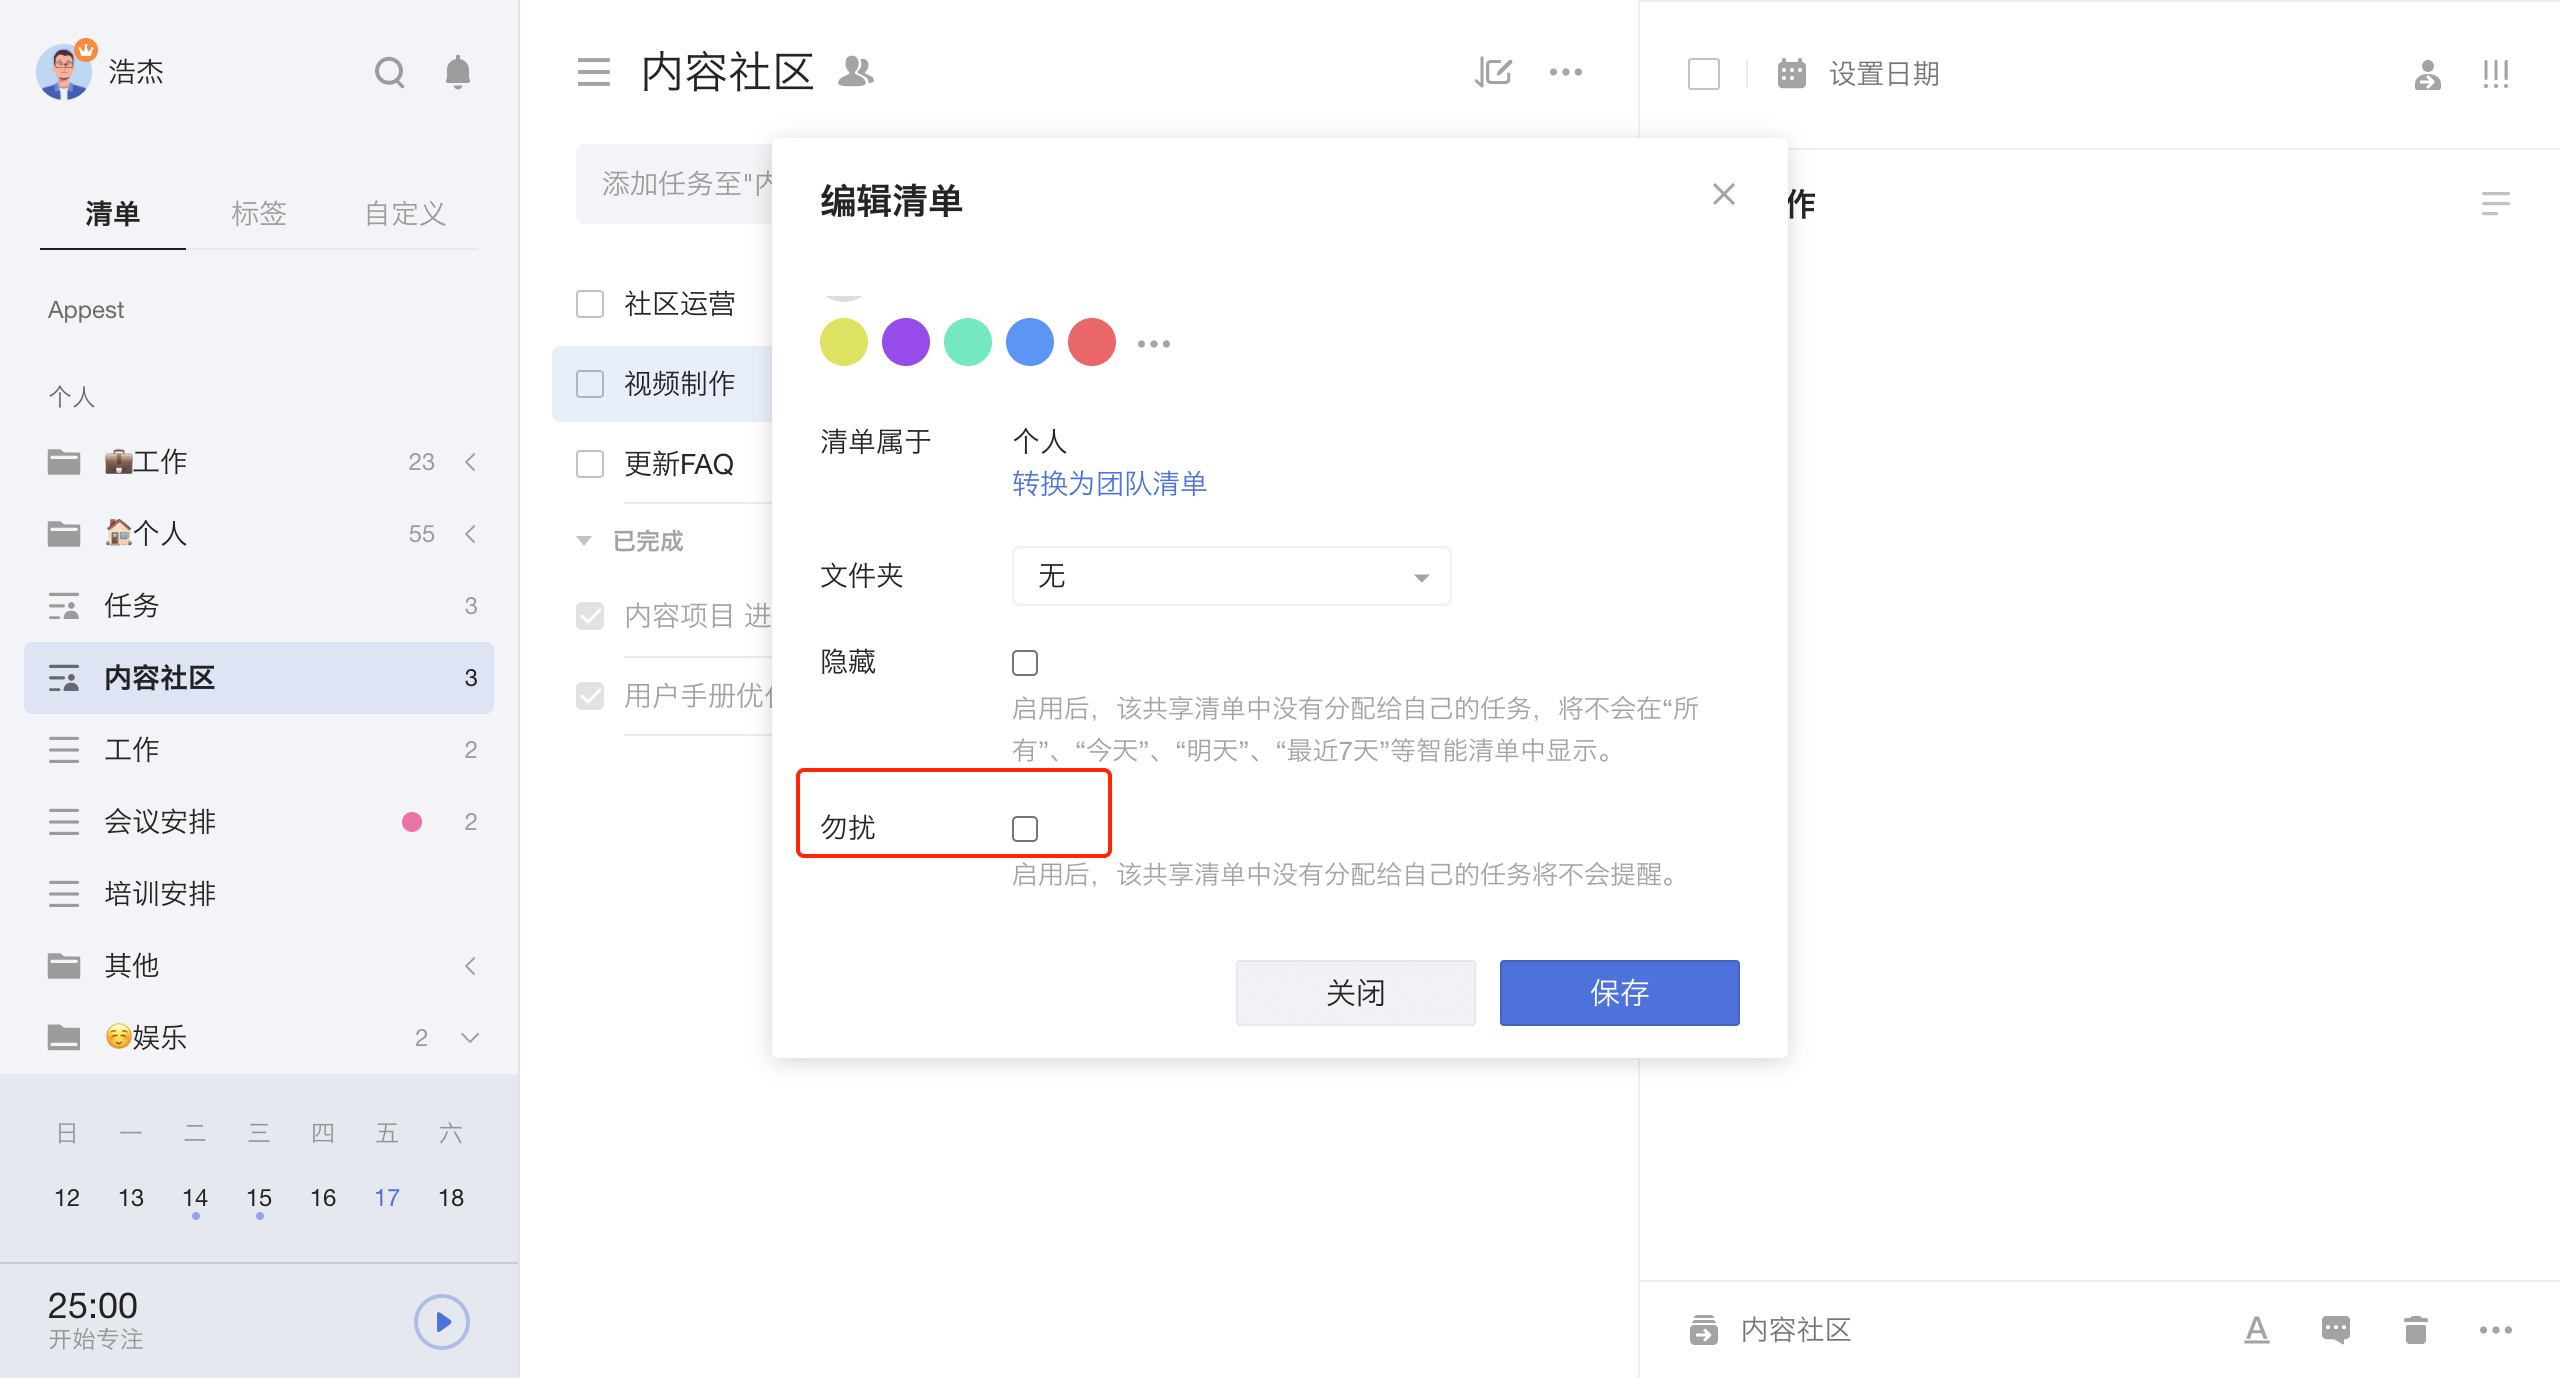 浩杰
清单 标签 自定义
Appest
个人
工作 23
个人 55
任务 3
内容社区 3
工作 2
会议安排 2
培训安排
其他
娱乐 2
日 一 二 三 四 五 六
12 13 14 15 16 17 18
25:00
开始专注
内容社区
添加任务至"内
社区运营
视频制作
更新FAQ
已完成
内容项目 进
用户手册优
编辑清单
清单属于 个人
转换为团队清单
文件夹 无
隐藏
启用后，该共享清单中没有分配给自己的任务，将不会在“所
有”、“今天”、“明天”、“最近7天”等智能清单中显示。
勿扰
启用后，该共享清单中没有分配给自己的任务将不会提醒。
关闭 保存
设置日期
作
内容社区